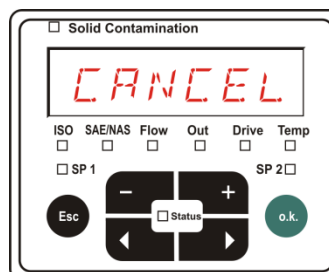 Solid Contamination
CANCEL
ISO SAE/NAS Flow Out Drive Temp
SP 1 SP 2
- +
Esc Status o.k.